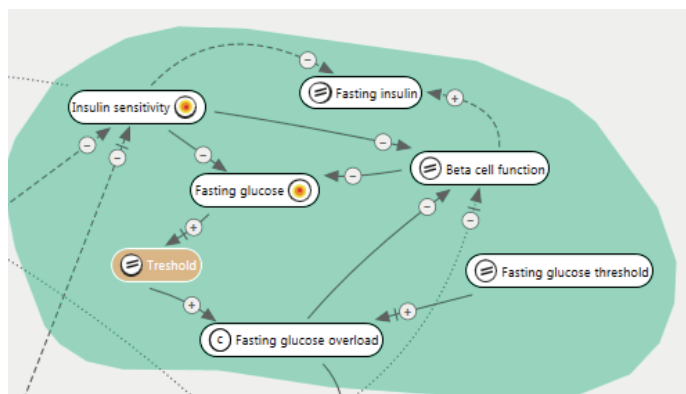 −
Fasting insulin
Insulin sensitivity
+
−
−
−
Beta cell function
−
−
Fasting glucose
−
−
+
Treshold
Fasting glucose threshold
+
+
C Fasting glucose overload